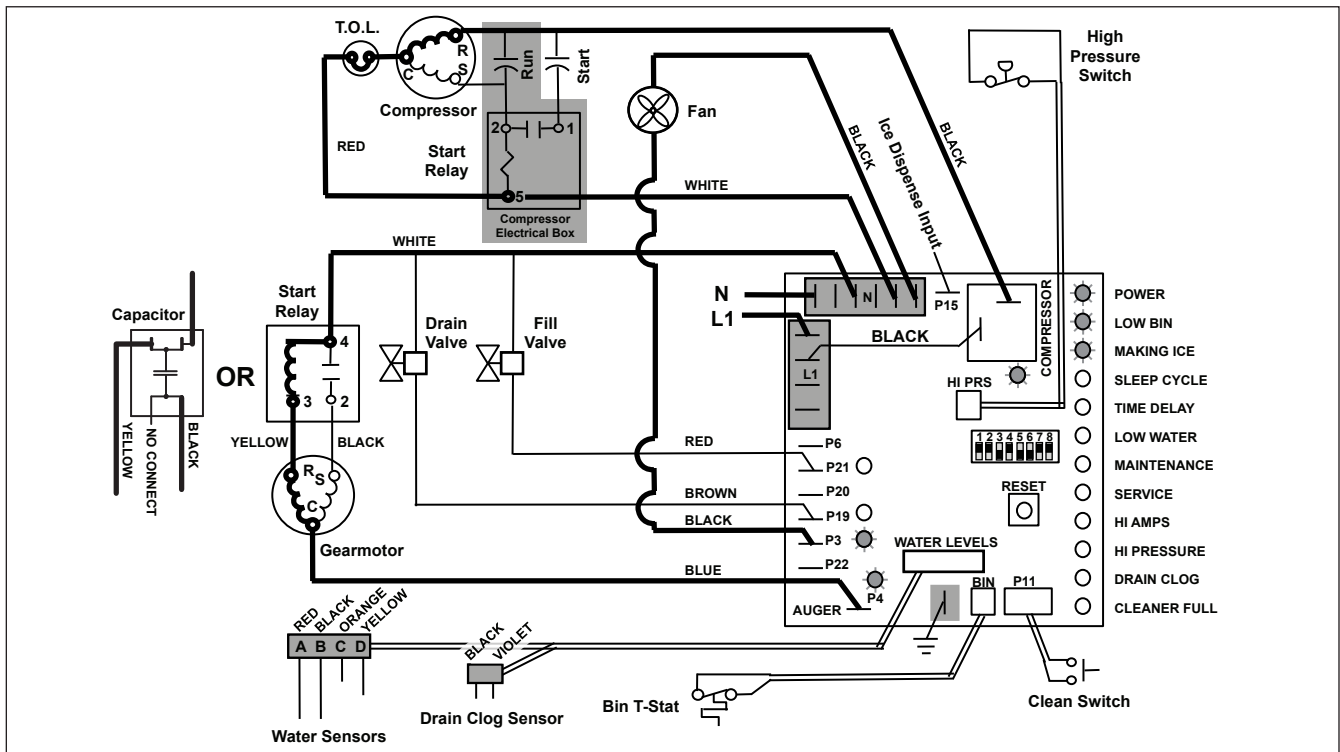 T.O.L.
R
C
S
Compressor
Run
Start
2
1
Start
Relay
5
Compressor
Electrical Box
RED
Fan
BLACK
Ice Dispense Input
BLACK
High
Pressure
Switch
WHITE
WHITE
Capacitor
YELLOW
NO CONNECT
BLACK
OR
Start
Relay
4
3
2
YELLOW
BLACK
R
S
C
Gearmotor
Drain
Valve
Fill
Valve
N
L1
N
P15
L1
BLACK
COMPRESSOR
HI PRS
1 2 3 4 5 6 7 8
RESET
POWER
LOW BIN
MAKING ICE
SLEEP CYCLE
TIME DELAY
LOW WATER
MAINTENANCE
SERVICE
HI AMPS
HI PRESSURE
DRAIN CLOG
CLEANER FULL
RED
BROWN
BLACK
BLUE
P6
P21
P20
P19
P3
P22
P4
AUGER
WATER LEVELS
BIN
P11
RED
BLACK
ORANGE
YELLOW
A B C D
Water Sensors
BLACK
VIOLET
Drain Clog Sensor
Bin T-Stat
Clean Switch